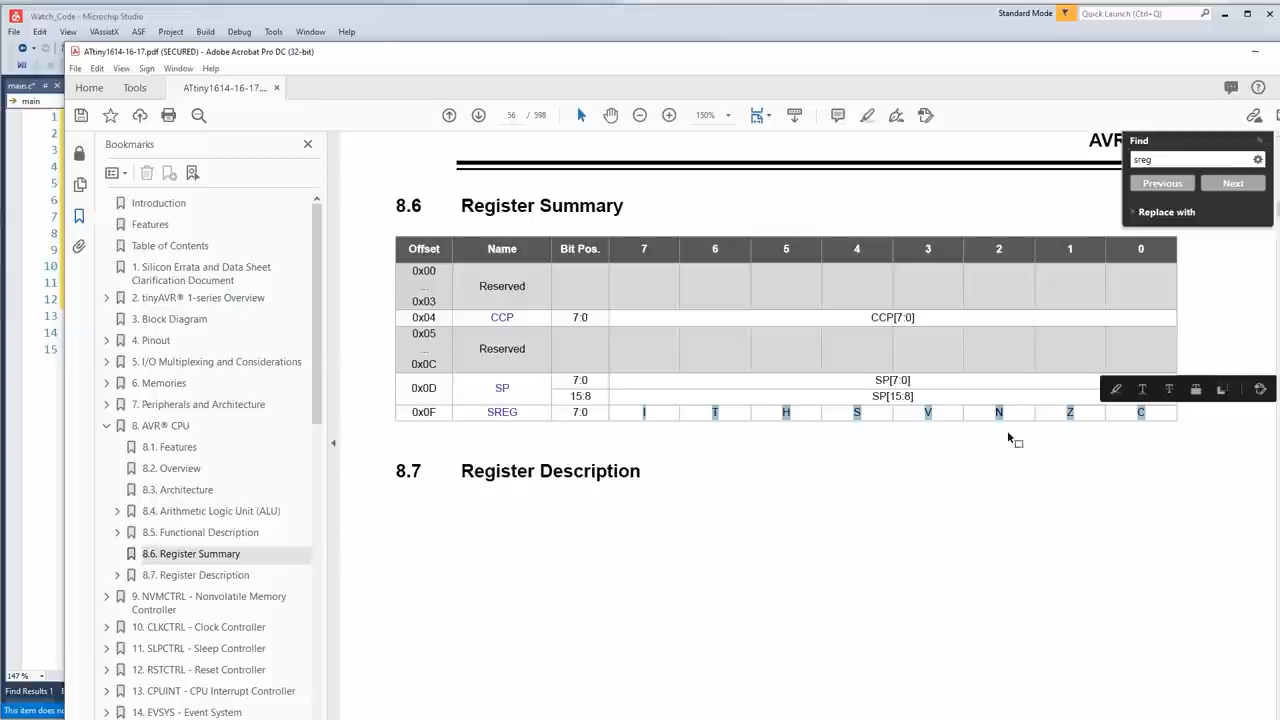 Watch_Code - Microchip Studio
Standard Mode
Quick Launch (Ctrl+Q)
File Edit View VAssistX ASF Project Build Debug Tools Window Help
ATtiny1614-16-17.pdf (SECURED) - Adobe Acrobat Pro DC (32-bit)
File Edit View Sign Window Help
main.c*
Home Tools ATtiny1614-16-17.... ×
main
56 / 598 150%
1
2
3
4
5
6
7
8
9
10
11
12
13
14
15
147 %
Find Results 1
This item does no
Bookmarks
Introduction
Features
Table of Contents
1. Silicon Errata and Data Sheet
Clarification Document
2. tinyAVR® 1-series Overview
3. Block Diagram
4. Pinout
5. I/O Multiplexing and Considerations
6. Memories
7. Peripherals and Architecture
8. AVR® CPU
8.1. Features
8.2. Overview
8.3. Architecture
8.4. Arithmetic Logic Unit (ALU)
8.5. Functional Description
8.6. Register Summary
8.7. Register Description
9. NVMCTRL - Nonvolatile Memory
Controller
10. CLKCTRL - Clock Controller
11. SLPCTRL - Sleep Controller
12. RSTCTRL - Reset Controller
13. CPUINT - CPU Interrupt Controller
14. EVSYS - Event System
AVR
Find
sreg
Previous Next
Replace with
8.6 Register Summary
Offset Name Bit Pos. 7 6 5 4 3 2 1 0
0x00
...
0x03
Reserved
0x04 CCP 7:0 CCP[7:0]
0x05
...
0x0C
Reserved
0x0D SP 7:0 SP[7:0]
15:8 SP[15:8]
0x0F SREG 7:0 I T H S V N Z C
8.7 Register Description